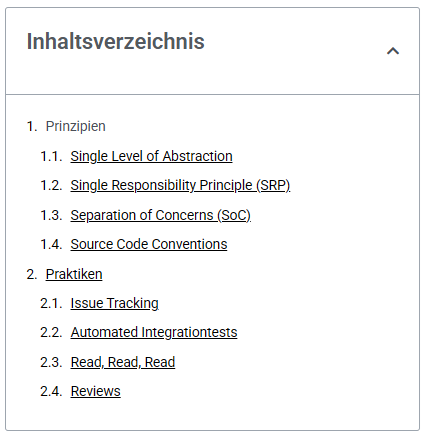 Inhaltsverzeichnis
1. Prinzipien
1.1. Single Level of Abstraction
1.2. Single Responsibility Principle (SRP)
1.3. Separation of Concerns (SoC)
1.4. Source Code Conventions
2. Praktiken
2.1. Issue Tracking
2.2. Automated Integrationtests
2.3. Read, Read, Read
2.4. Reviews